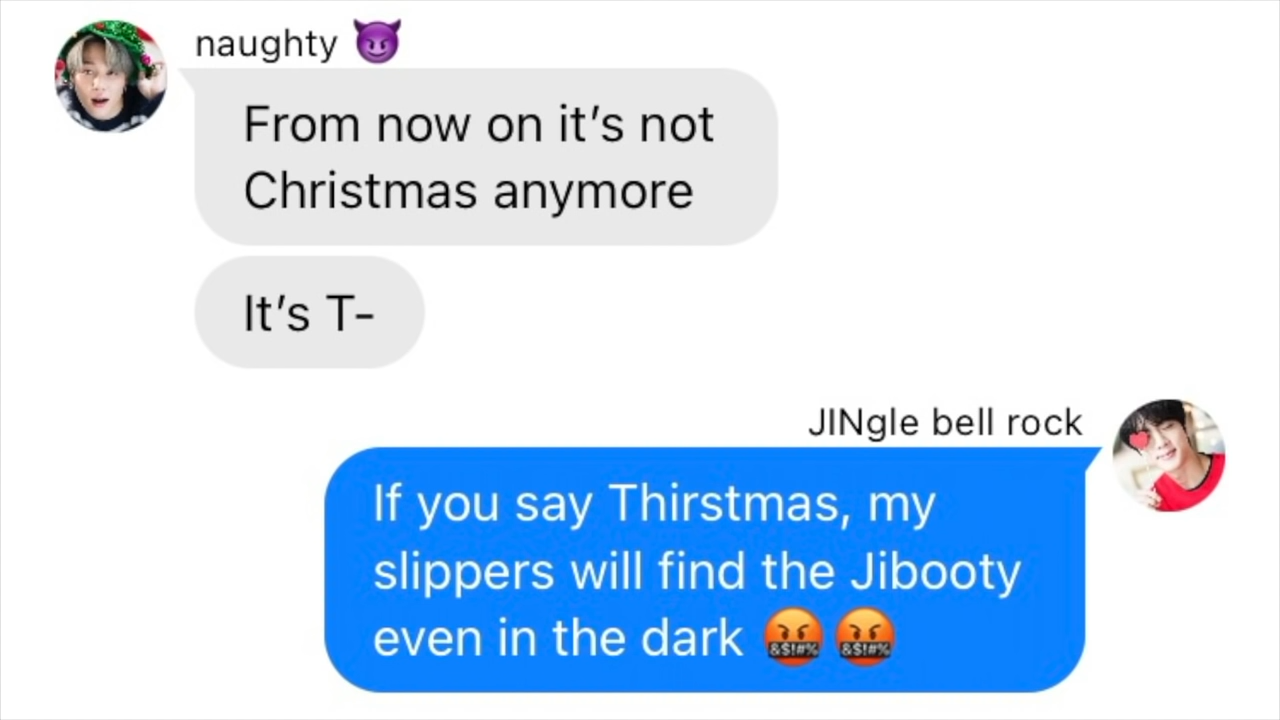 naughty 😈
From now on it’s not
Christmas anymore
It’s T-
JINgle bell rock
If you say Thirstmas, my
slippers will find the Jibooty
even in the dark 🤬🤬